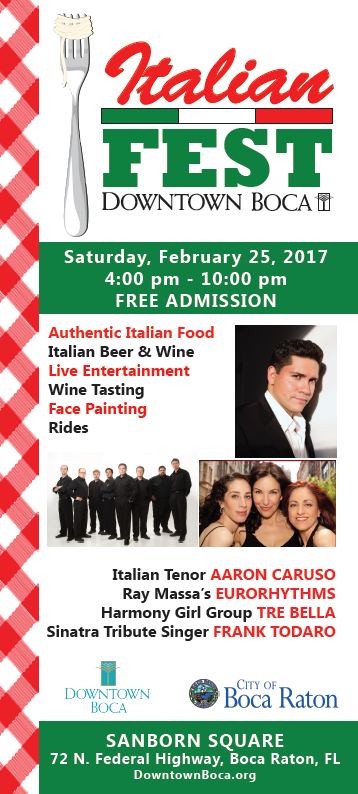 Italian
FEST
DOWNTOWN BOCA
Saturday, February 25, 2017
4:00 pm - 10:00 pm
FREE ADMISSION
Authentic Italian Food
Italian Beer & Wine
Live Entertainment
Wine Tasting
Face Painting
Rides
Italian Tenor AARON CARUSO
Ray Massa's EURORHYTHMS
Harmony Girl Group TRE BELLA
Sinatra Tribute Singer FRANK TODARO
DOWNTOWN
BOCA
CITY OF
Boca Raton
SANBORN SQUARE
72 N. Federal Highway, Boca Raton, FL
DowntownBoca.org